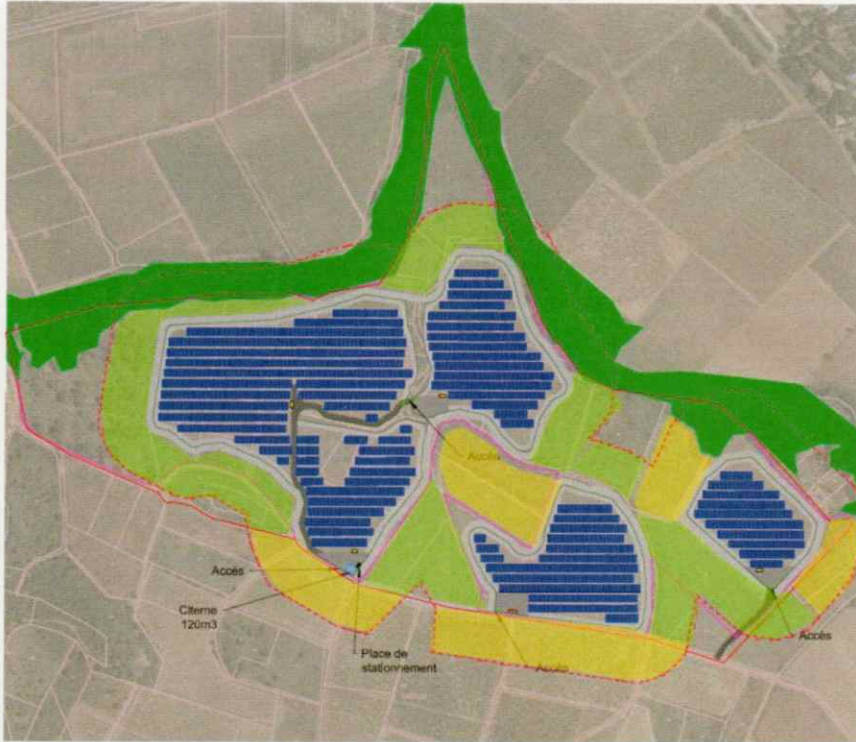 Accès
Accès
Citerne
120m3
Place de
stationnement
Accès
Accès